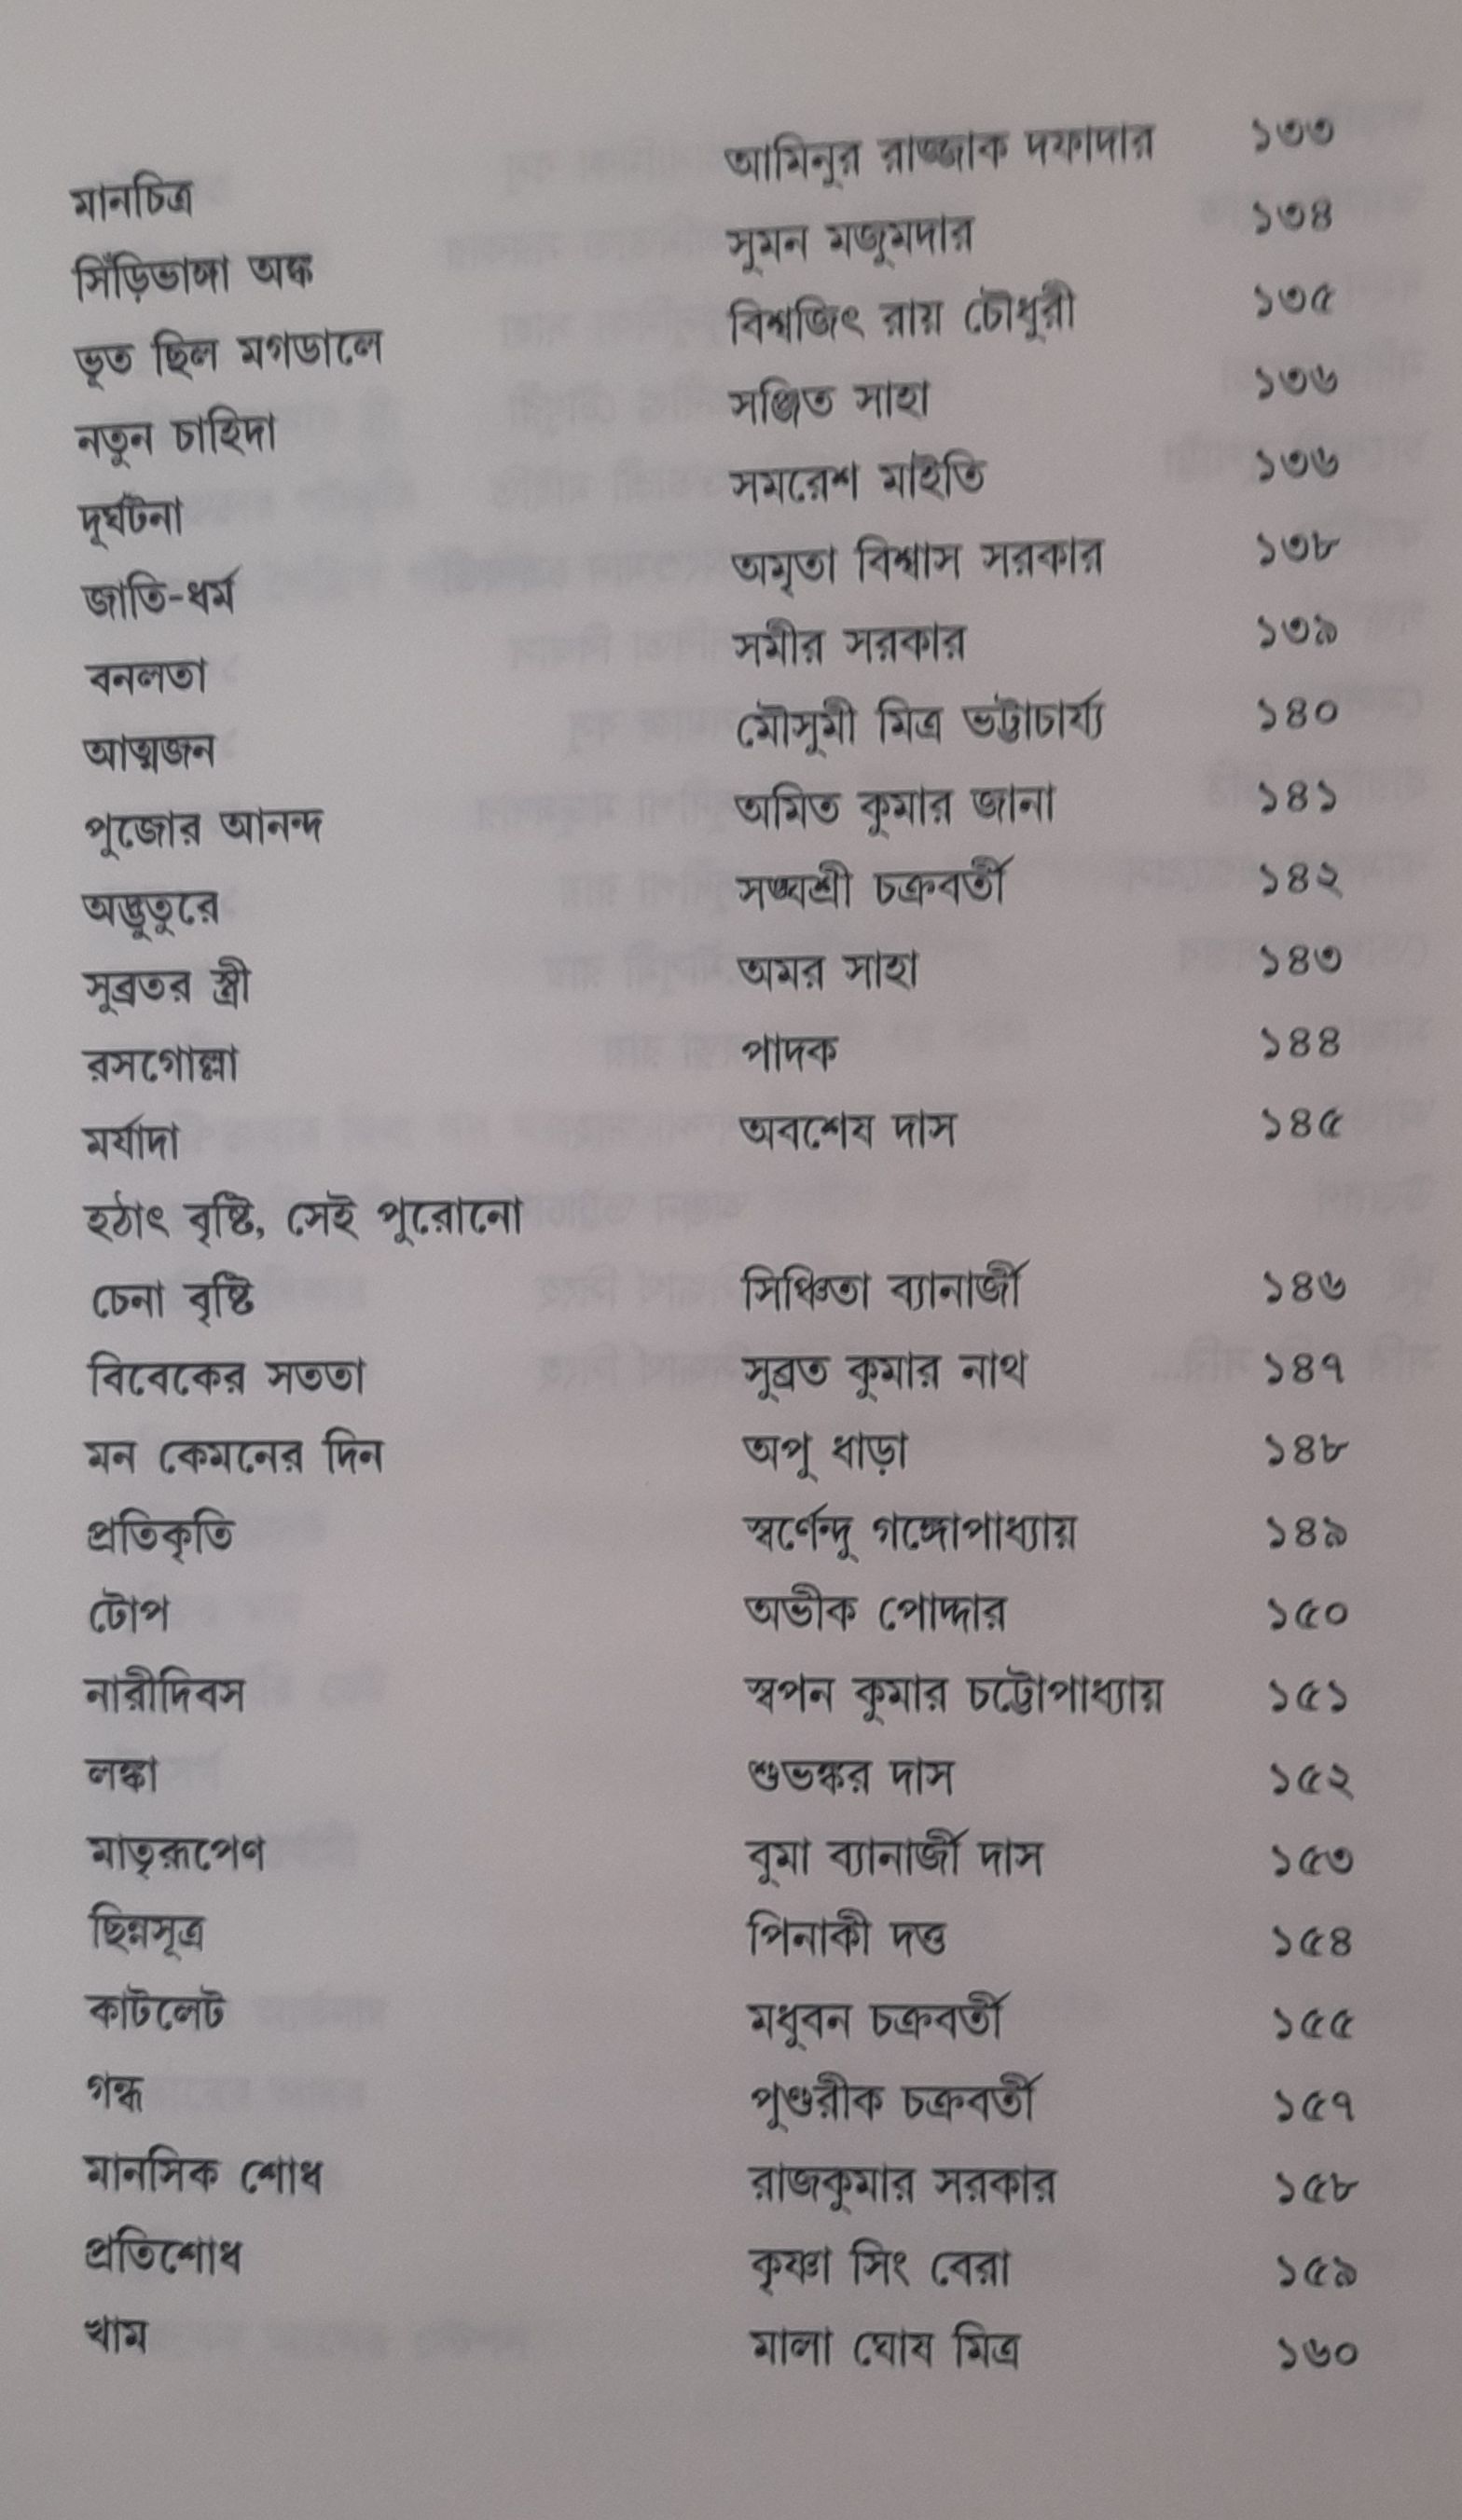 মানচিত্র আমিনুর রাজ্জাক দফাদার ১৩৩
সিঁড়িভাঙ্গা অঙ্ক সুমন মজুমদার ১৩৪
ভূত ছিল মগডালে বিশ্বজিৎ রায় চৌধুরী ১৩৫
নতুন চাহিদা সঞ্জিত সাহা ১৩৬
দূর্ঘটনা সমরেশ মাইতি ১৩৬
জাতি-ধর্ম অমৃতা বিশ্বাস সরকার ১৩৮
বনলতা সমীর সরকার ১৩৯
আত্মজন মৌসুমী মিত্র ভট্টাচার্য্য ১৪০
পুজোর আনন্দ অমিত কুমার জানা ১৪১
অদ্ভুতুরে সঙ্ঘশ্রী চক্রবর্তী ১৪২
সুব্রতর স্ত্রী অমর সাহা ১৪৩
রসগোল্লা পাদক ১৪৪
মর্যাদা অবশেষ দাস ১৪৫
হঠাৎ বৃষ্টি, সেই পুরোনো
চেনা বৃষ্টি সিঞ্চিতা ব্যানার্জী ১৪৬
বিবেকের সততা সুব্রত কুমার নাথ ১৪৭
মন কেমনের দিন অপু ধাড়া ১৪৮
প্রতিকৃতি স্বর্ণেন্দু গঙ্গোপাধ্যায় ১৪৯
টোপ অভীক পোদ্দার ১৫০
নারীদিবস স্বপন কুমার চট্টোপাধ্যায় ১৫১
লঙ্কা শুভঙ্কর দাস ১৫২
মাতৃরূপেণ বুমা ব্যানার্জী দাস ১৫৩
ছিন্নসূত্র পিনাকী দত্ত ১৫৪
কাটলেট মধুবন চক্রবর্তী ১৫৫
গন্ধ পুণ্ডরীক চক্রবর্তী ১৫৭
মানসিক শোধ রাজকুমার সরকার ১৫৮
প্রতিশোধ কৃষ্ণা সিং বেরা ১৫৯
খাম মালা ঘোষ মিত্র ১৬০